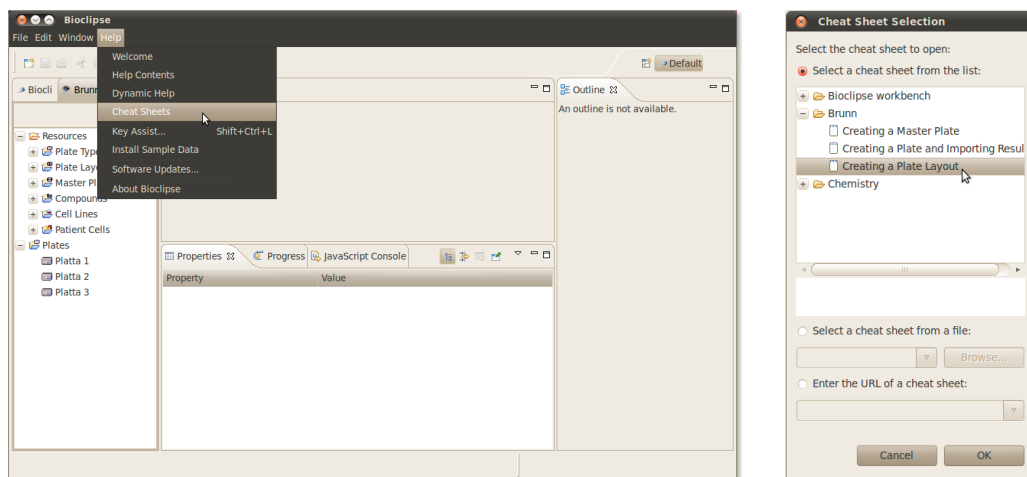 Bioclipse
File Edit Window Help
Welcome
Help Contents
Dynamic Help
Cheat Sheets
Key Assist... Shift+Ctrl+L
Install Sample Data
Software Updates...
About Bioclipse
Default
Biocli
Brunn
Resources
Plate Typ
Plate Lay
Master Pl
Compound
Cell Lines
Patient Cells
Plates
Platta 1
Platta 2
Platta 3
Outline
An outline is not available.
Properties Progress JavaScript Console
Property Value
Cheat Sheet Selection
Select the cheat sheet to open:
Select a cheat sheet from the list:
Bioclipse workbench
Brunn
Creating a Master Plate
Creating a Plate and Importing Resul
Creating a Plate Layout
Chemistry
Select a cheat sheet from a file:
Browse...
Enter the URL of a cheat sheet:
Cancel OK